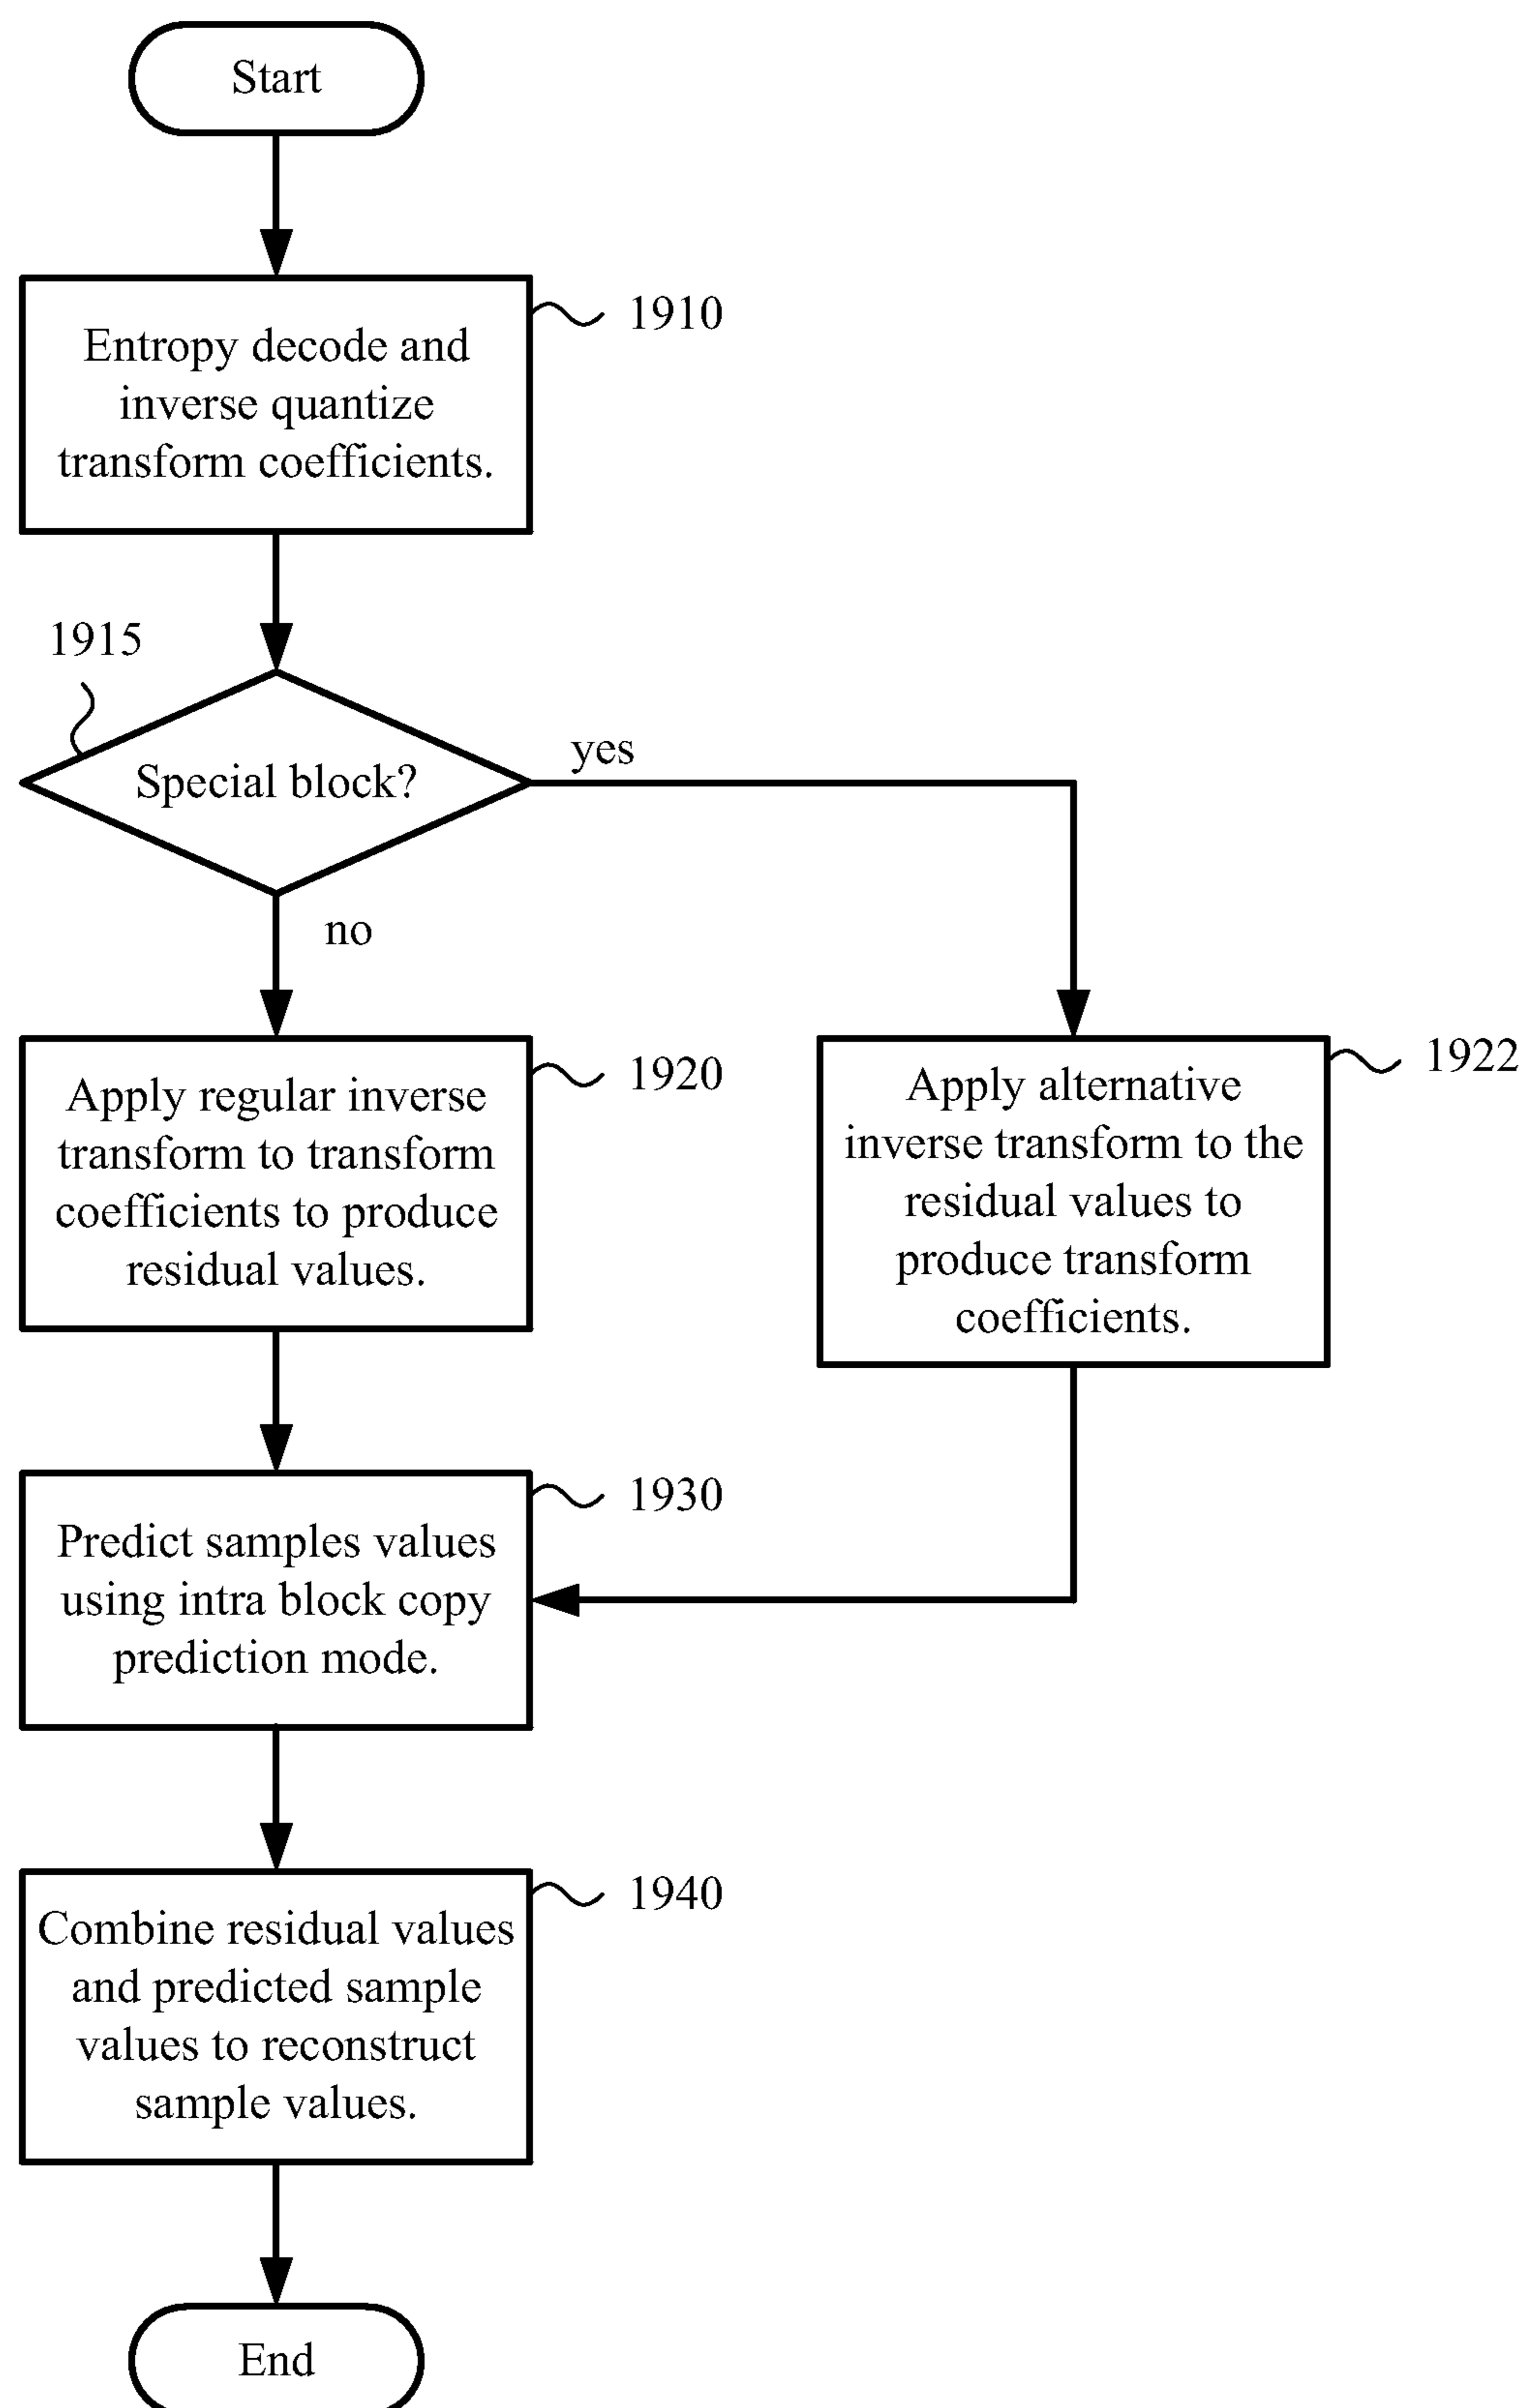 Start
1910
Entropy decode and
inverse quantize
transform coefficients.
1915
Special block?
yes
no
1920
Apply regular inverse
transform to transform
coefficients to produce
residual values.
1922
Apply alternative
inverse transform to the
residual values to
produce transform
coefficients.
1930
Predict samples values
using intra block copy
prediction mode.
1940
Combine residual values
and predicted sample
values to reconstruct
sample values.
End